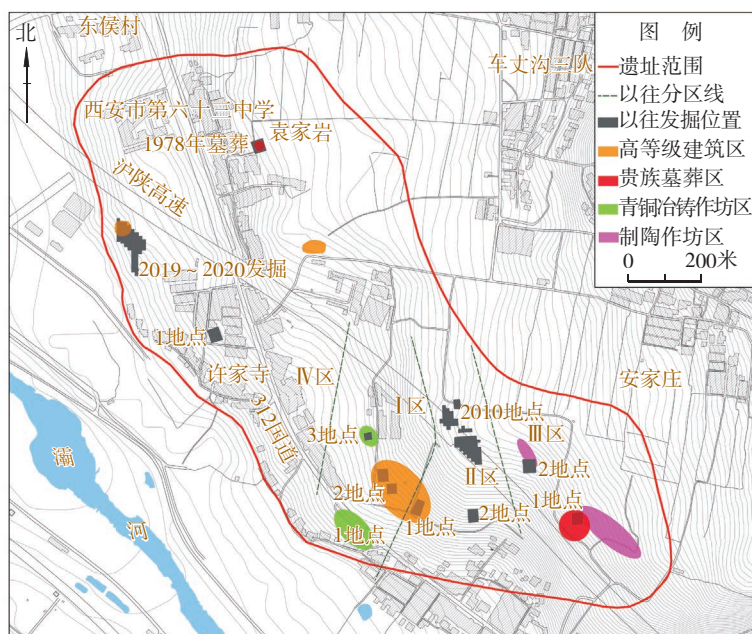 北
东侯村
西安市第六十三中学
1978年墓葬
袁家岩
车丈沟三队
沪陕高速
2019～2020发掘
1地点
许家寺
312国道
Ⅳ区
Ⅰ区
2010地点
Ⅲ区
安家庄
3地点
Ⅱ区
2地点
2地点
1地点
2地点
1地点
1地点
灞
河
图 例
遗址范围
以往分区线
以往发掘位置
高等级建筑区
贵族墓葬区
青铜冶铸作坊区
制陶作坊区
0 200米